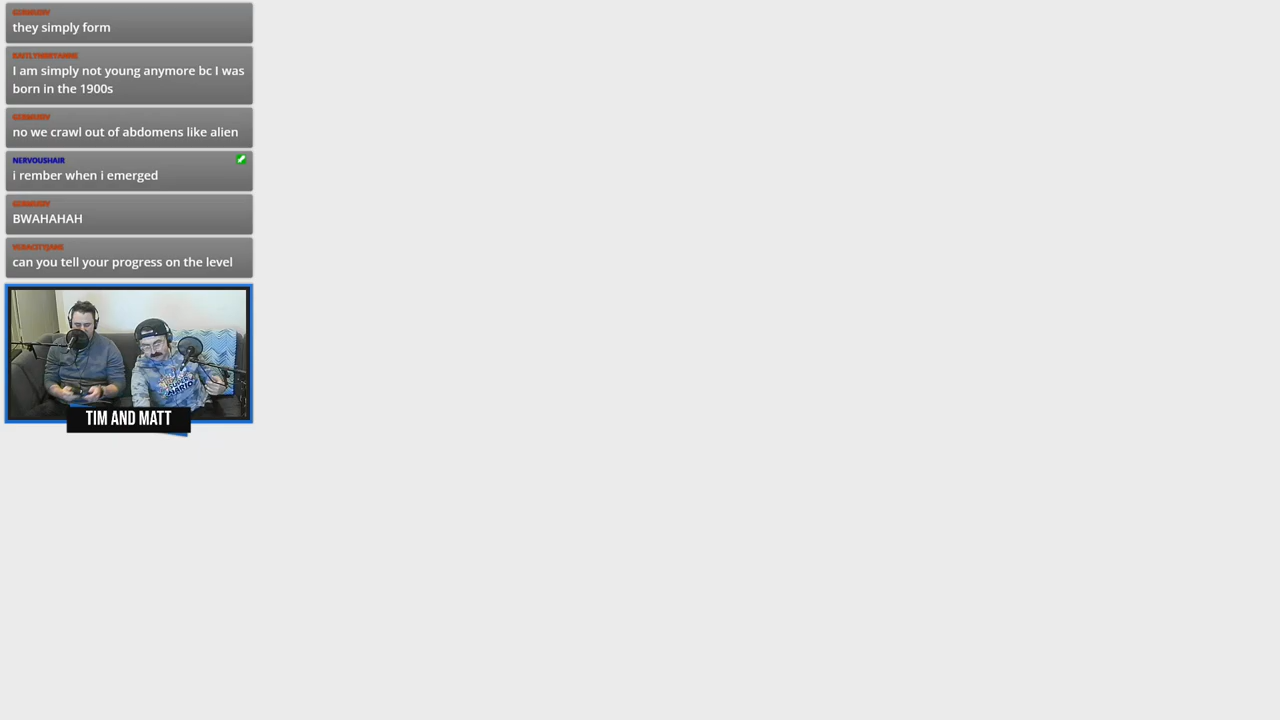 they simply form
I am simply not young anymore bc I was
born in the 1900s
no we crawl out of abdomens like alien
NERVOUSHAIR
i rember when i emerged
BWAHAHAH
can you tell your progress on the level
TIM AND MATT